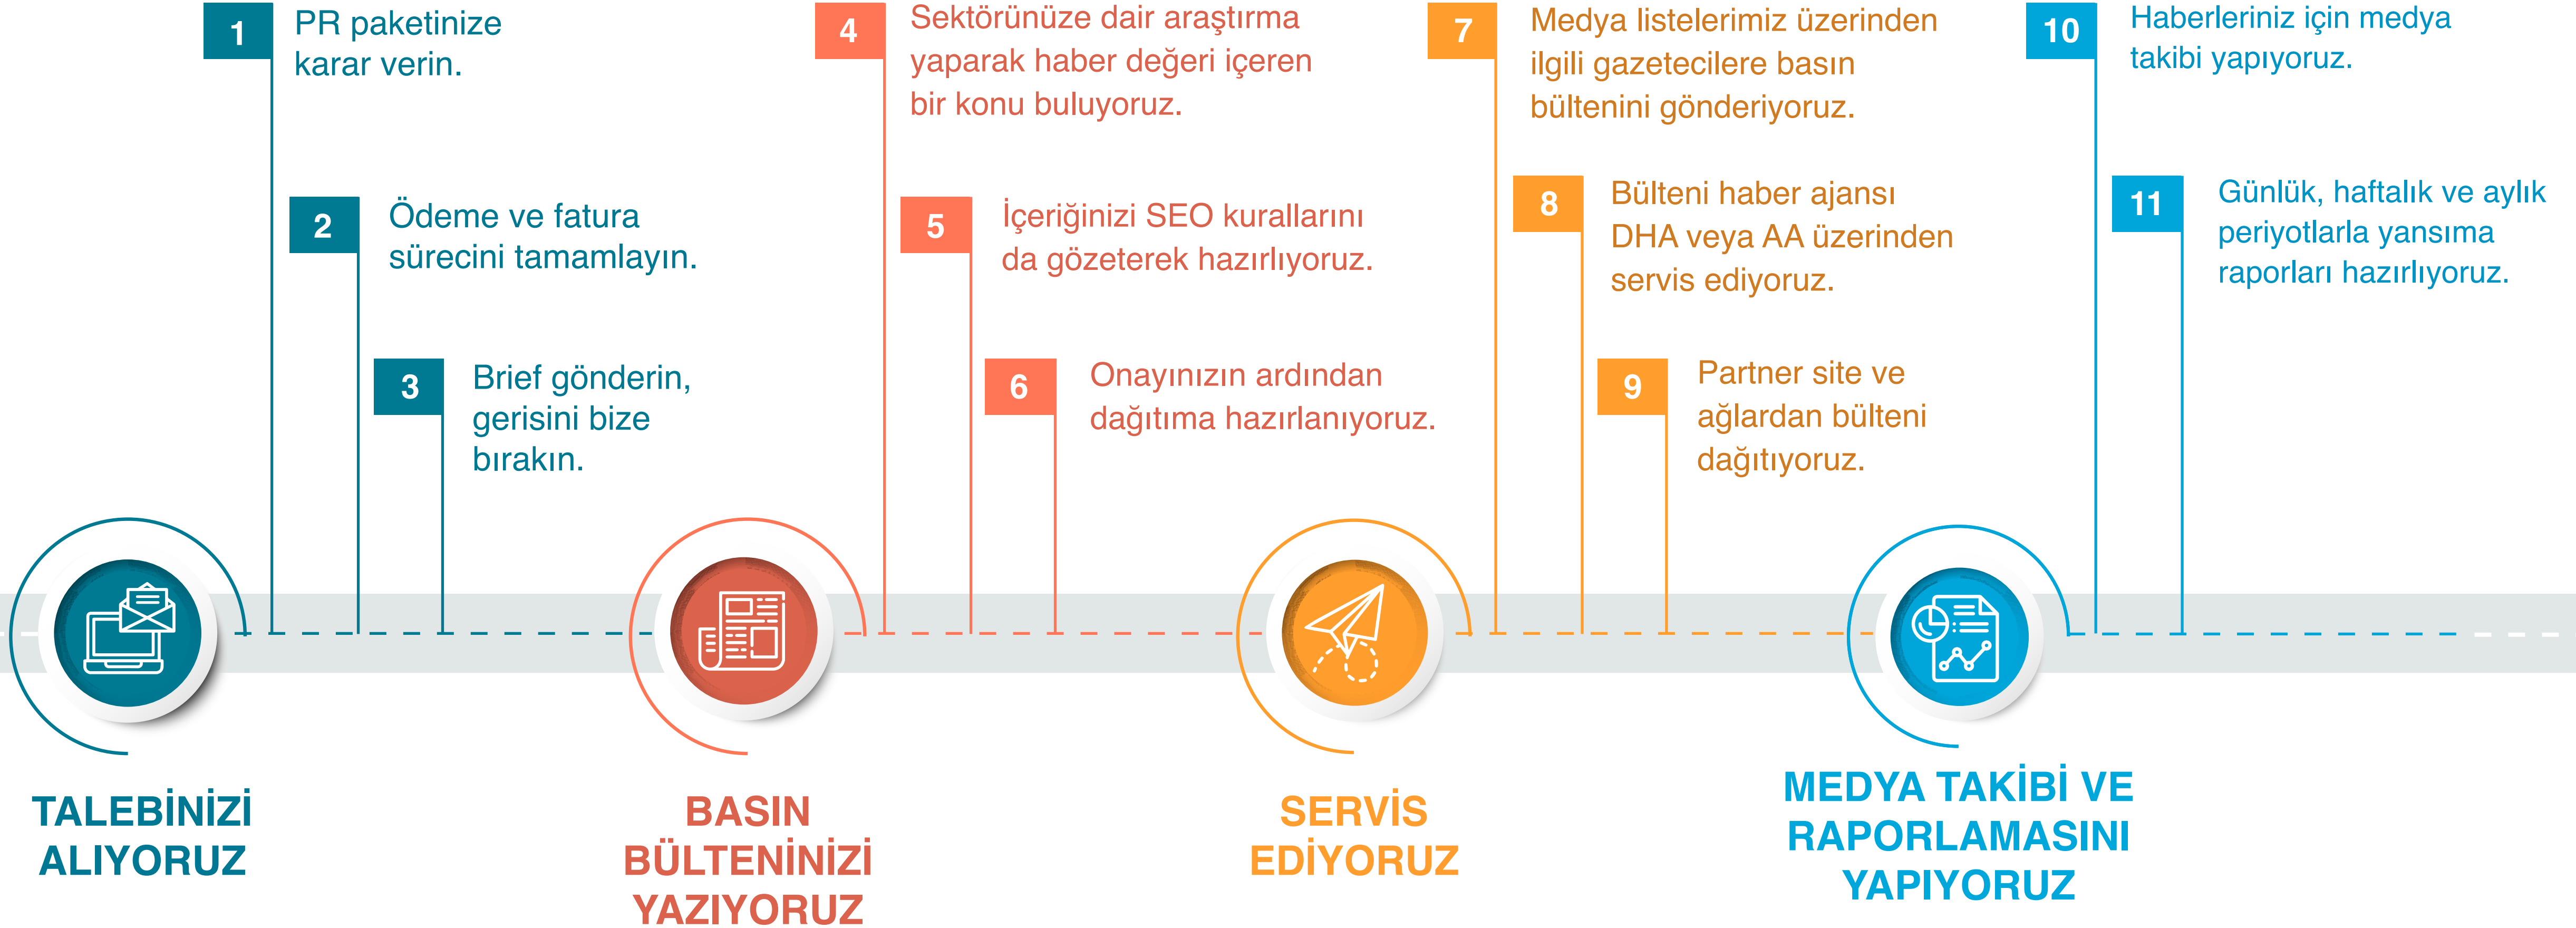 1
PR paketinize
karar verin.
2
Ödeme ve fatura
sürecini tamamlayın.
3
Brief gönderin,
gerisini bize
bırakın.
TALEBİNİZİ
ALIYORUZ
4
Sektörünüze dair araştırma
yaparak haber değeri içeren
bir konu buluyoruz.
5
İçeriğinizi SEO kurallarını
da gözeterek hazırlıyoruz.
6
Onayınızın ardından
dağıtıma hazırlanıyoruz.
BASIN
BÜLTENİNİZİ
YAZIYORUZ
7
Medya listelerimiz üzerinden
ilgili gazetecilere basın
bültenini gönderiyoruz.
8
Bülteni haber ajansı
DHA veya AA üzerinden
servis ediyoruz.
9
Partner site ve
ağlardan bülteni
dağıtıyoruz.
SERVİS
EDİYORUZ
10
Haberleriniz için medya
takibi yapıyoruz.
11
Günlük, haftalık ve aylık
periyotlarla yansıma
raporları hazırlıyoruz.
MEDYA TAKİBİ VE
RAPORLAMASINI
YAPIYORUZ